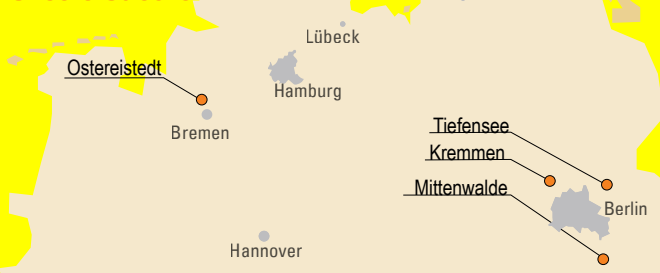 Lübeck
Ostereistedt
Hamburg
Bremen
Tiefensee
Kremmen
Mittenwalde
Berlin
Hannover